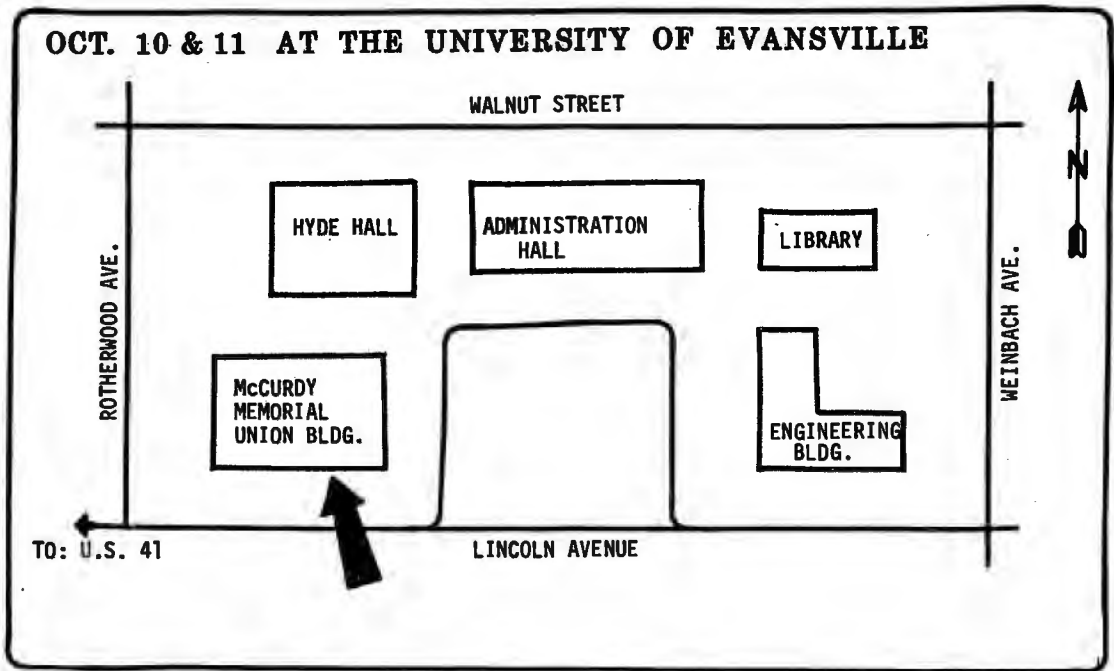 OCT. 10 & 11 AT THE UNIVERSITY OF EVANSVILLE
WALNUT STREET
N
HYDE HALL
ADMINISTRATION
HALL
LIBRARY
ROTHERWOOD AVE.
WEINBACH AVE.
McCURDY
MEMORIAL
UNION BLDG.
ENGINEERING
BLDG.
TO: U.S. 41
LINCOLN AVENUE